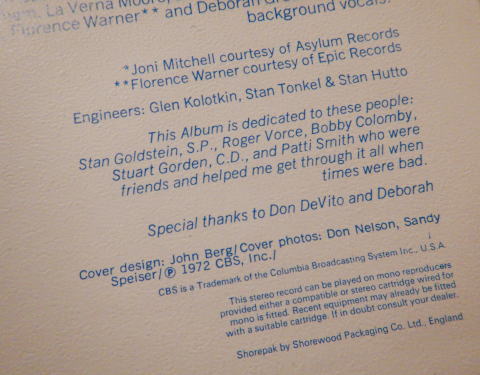 La Verna Moore,
Florence Warner** and Deborah
background vocals.
*Joni Mitchell courtesy of Asylum Records
**Florence Warner courtesy of Epic Records
Engineers: Glen Kolotkin, Stan Tonkel & Stan Hutto
This Album is dedicated to these people:
Stan Goldstein, S.P., Roger Vorce, Bobby Colomby,
Stuart Gorden, C.D., and Patti Smith who were
friends and helped me get through it all when
times were bad.
Special thanks to Don DeVito and Deborah
Cover design: John Berg/Cover photos: Don Nelson, Sandy
Speiser/℗ 1972 CBS, Inc./
CBS is a Trademark of the Columbia Broadcasting System Inc., U.S.A.
This stereo record can be played on mono reproducers
provided either a compatible or stereo cartridge wired for
mono is fitted. Recent equipment may already be fitted
with a suitable cartridge. If in doubt consult your dealer.
Shorepak by Shorewood Packaging Co. Ltd., England